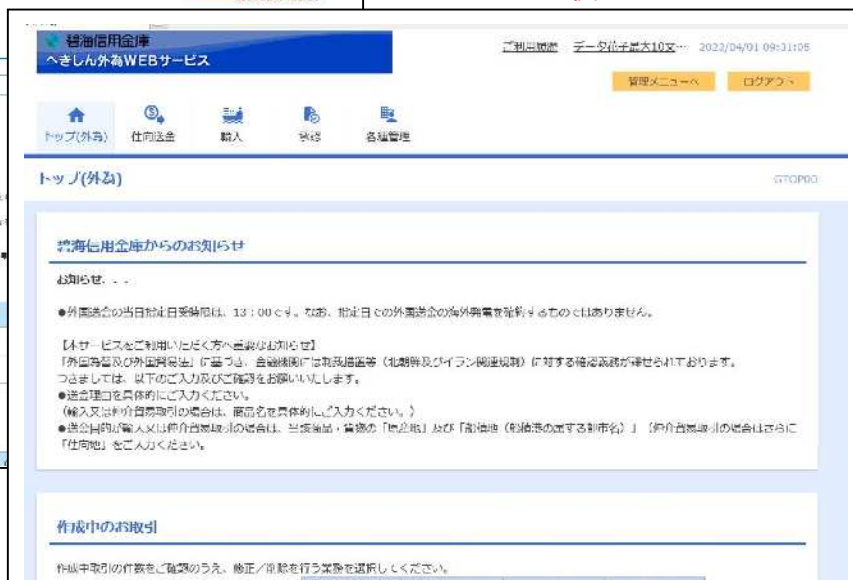 碧海信用金庫
へきしん外為WEBサービス
ご利用履歴 データ花子最大10文… 2022/04/01 09:31:05
管理メニューへ ログアウト
トップ(外為) 仕向送金 輸入 承認 各種管理
トップ(外為) GTOP00
碧海信用金庫からのお知らせ
お知らせ．．．
●外国送金の当日指定日受時限は、13：00です。なお、指定日での外国送金の海外発電を確約するものではありません。
【本サービスをご利用いただく方へ重要なお知らせ】
「外国為替及び外国貿易法」に基づき、金融機関には制裁措置等（北朝鮮及びイラン関連規制）に対する確認義務が課せられております。
つきましては、以下のご入力及びご確認をお願いいたします。
●送金理由を具体的にご入力ください。
（輸入又は仲介貿易取引の場合は、商品名を具体的にご入力ください。）
●送金目的が輸入又は仲介貿易取引の場合は、当該商品・貨物の「原産地」及び「船積地（船積港の属する都市名）」（仲介貿易取引の場合はさらに
「仕向地」をご入力ください。
作成中のお取引
作成中取引の件数をご確認のうえ、修正／削除を行う業務を選択してください。